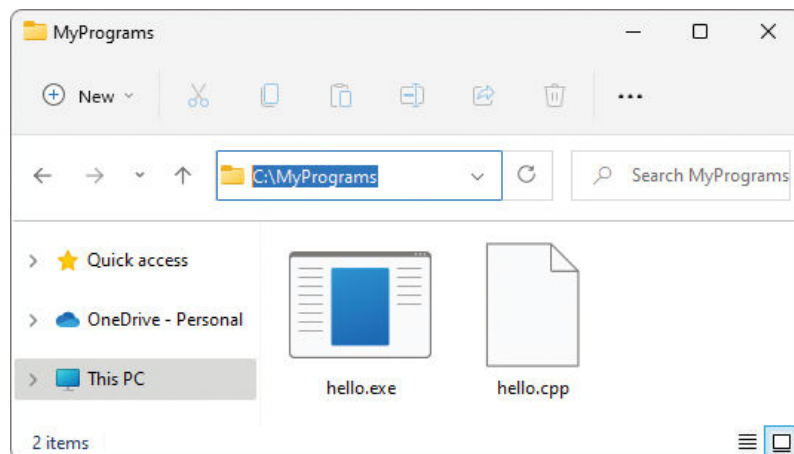 MyPrograms
New
C:\MyPrograms
Search MyPrograms
Quick access
OneDrive - Personal
This PC
hello.exe
hello.cpp
2 items